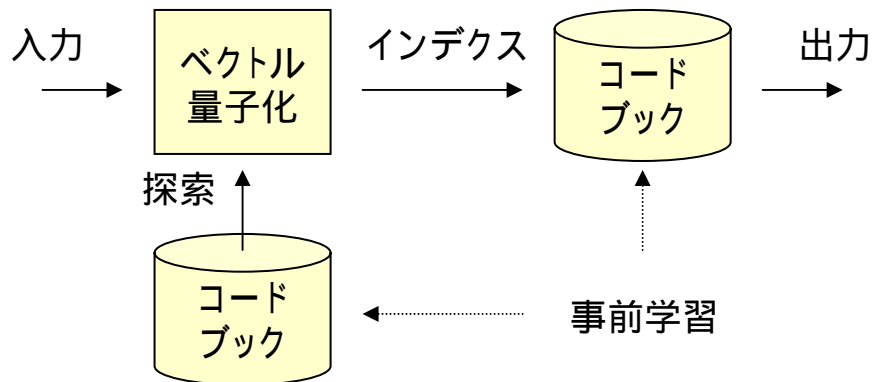 入力
ベクトル
量子化
インデクス
コード
ブック
出力
探索
コード
ブック
事前学習